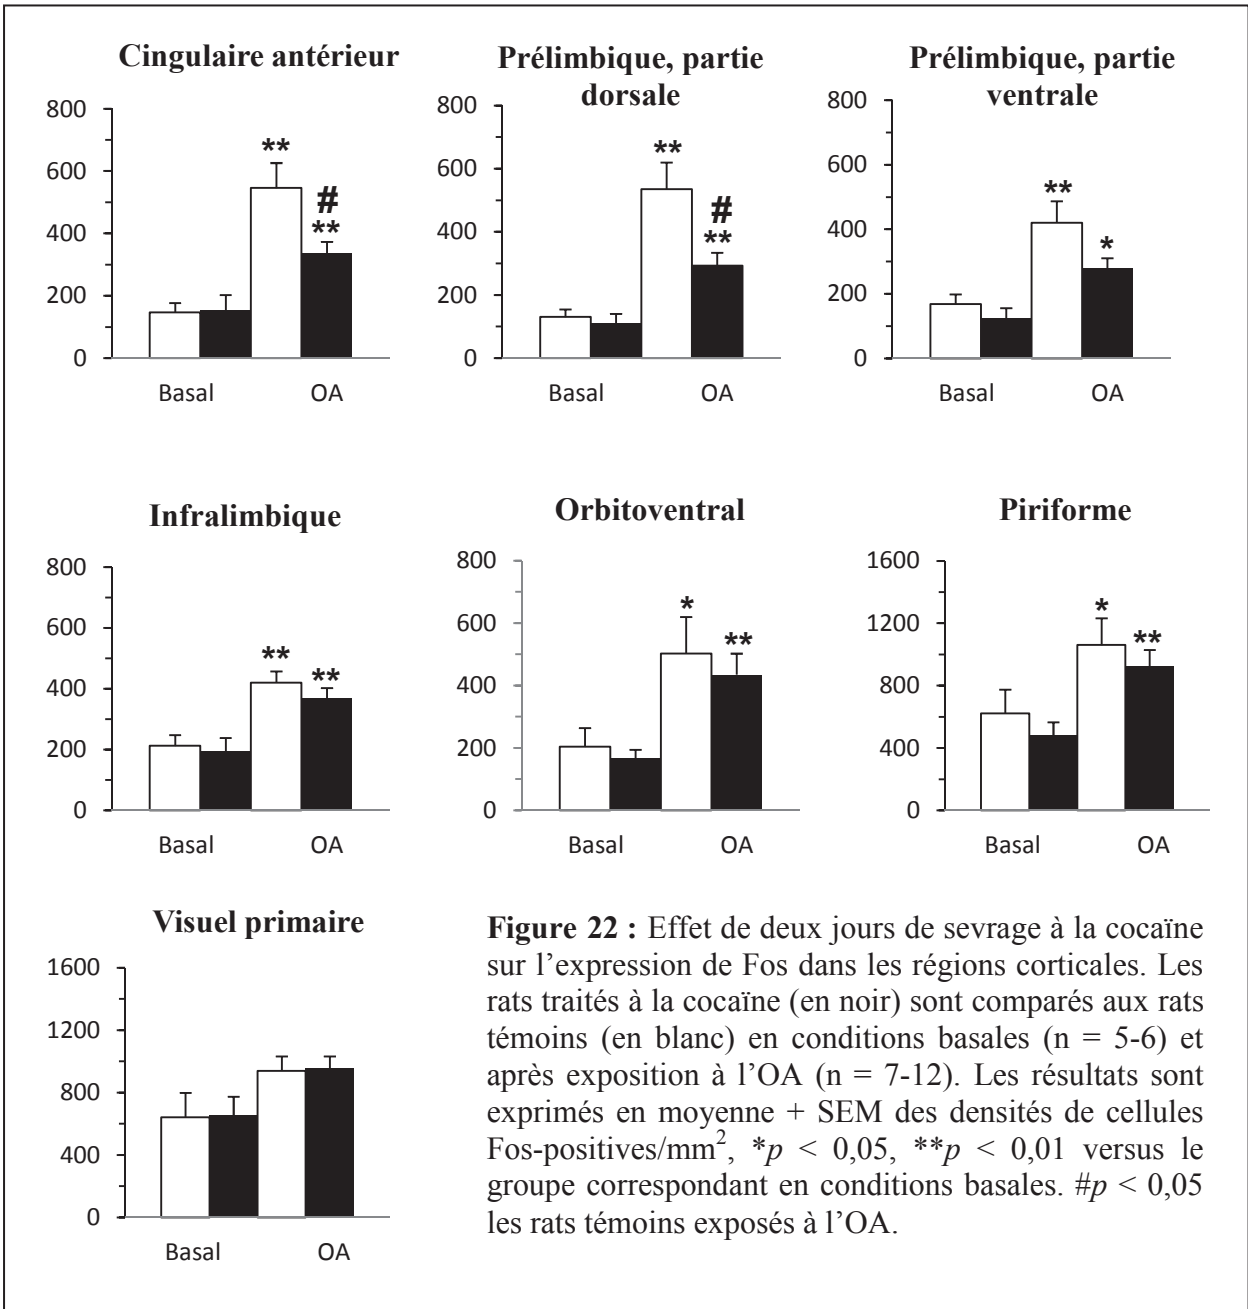 Cingulaire antérieur
800
600
400
200
0
**
#
**
Basal OA
Prélimbique, partie
dorsale
800
600
400
200
0
**
#
**
Basal OA
Prélimbique, partie
ventrale
800
600
400
200
0
**
*
Basal OA
Infralimbique
800
600
400
200
0
**
**
Basal OA
Orbitoventral
800
600
400
200
0
*
**
Basal OA
Piriforme
1600
1200
800
400
0
*
**
Basal OA
Visuel primaire
1600
1200
800
400
0
Basal OA
Figure 22 : Effet de deux jours de sevrage à la cocaïne
sur l’expression de Fos dans les régions corticales. Les
rats traités à la cocaïne (en noir) sont comparés aux rats
témoins (en blanc) en conditions basales (n = 5-6) et
après exposition à l’OA (n = 7-12). Les résultats sont
exprimés en moyenne + SEM des densités de cellules
Fos-positives/mm², *p < 0,05, **p < 0,01 versus le
groupe correspondant en conditions basales. #p < 0,05
les rats témoins exposés à l’OA.